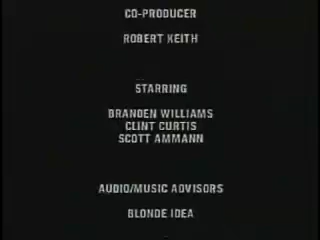 CO-PRODUCER
ROBERT KEITH
STARRING
BRANDEN WILLIAMS
CLINT CURTIS
SCOTT AMMANN
AUDIO/MUSIC ADVISORS
BLONDE IDEA